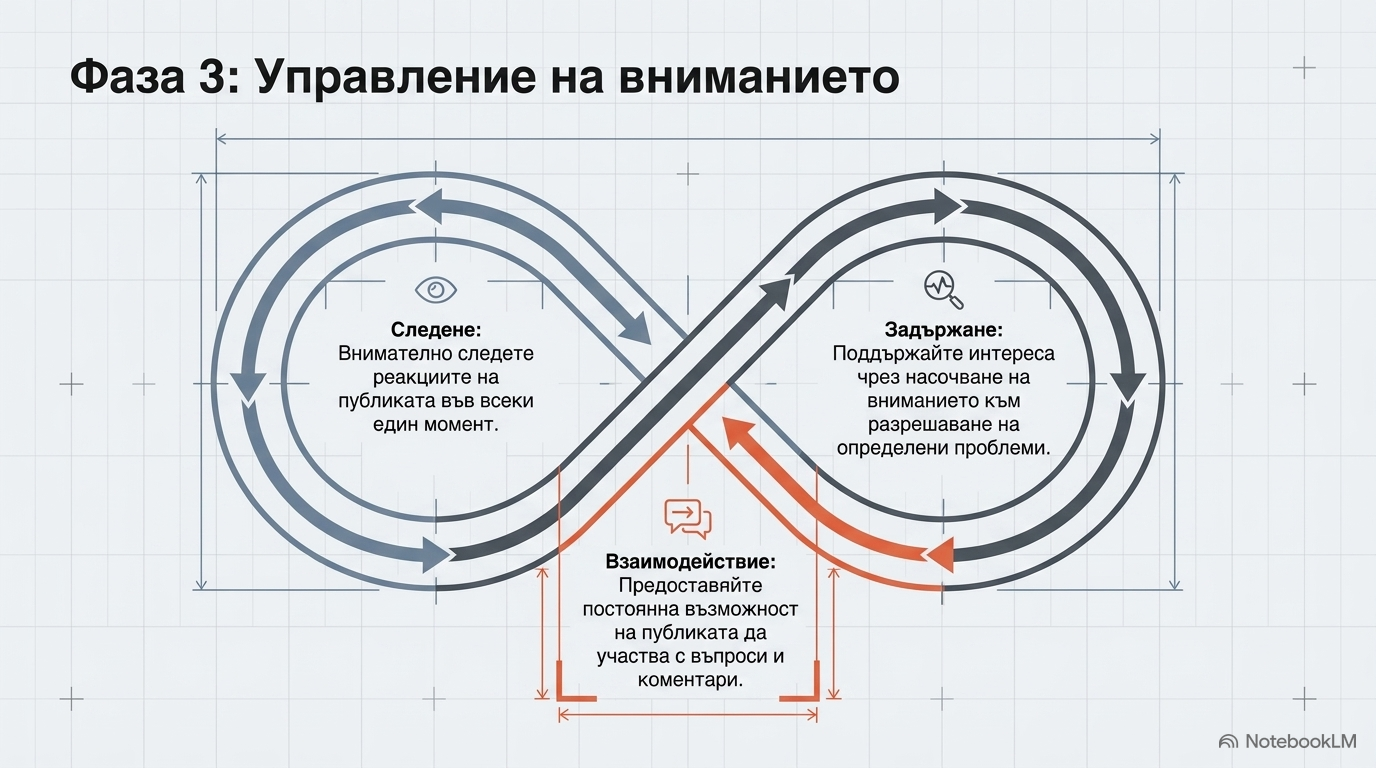 Фаза 3: Управление на вниманието
Следене:
Внимателно следете
реакциите на
публиката във всеки
един момент.
Задържане:
Поддържайте интереса
чрез насочване на
вниманието към
разрешаване на
определени проблеми.
Взаимодействие:
Предоставяйте
постоянна възможност
на публиката да
участва с въпроси и
коментари.
NotebookLM